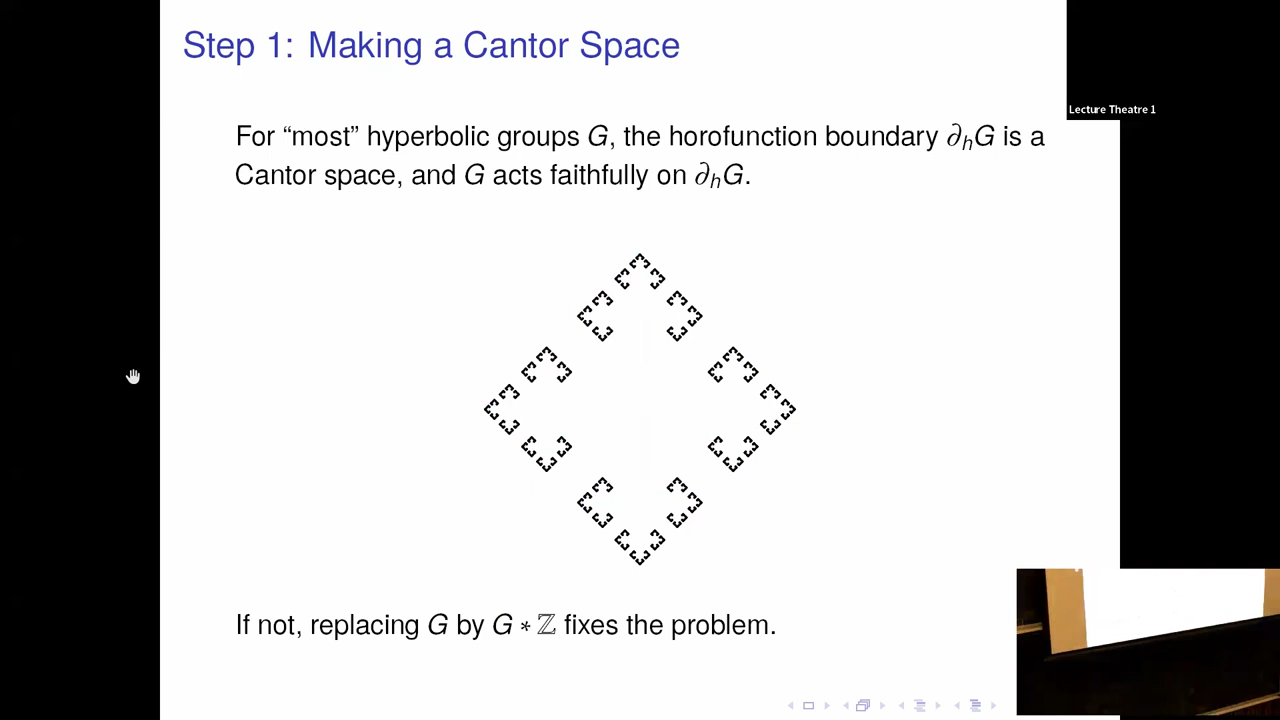 Step 1: Making a Cantor Space
Lecture Theatre 1
For “most” hyperbolic groups G, the horofunction boundary ∂ₕG is a
Cantor space, and G acts faithfully on ∂ₕG.
If not, replacing G by G ∗ ℤ fixes the problem.